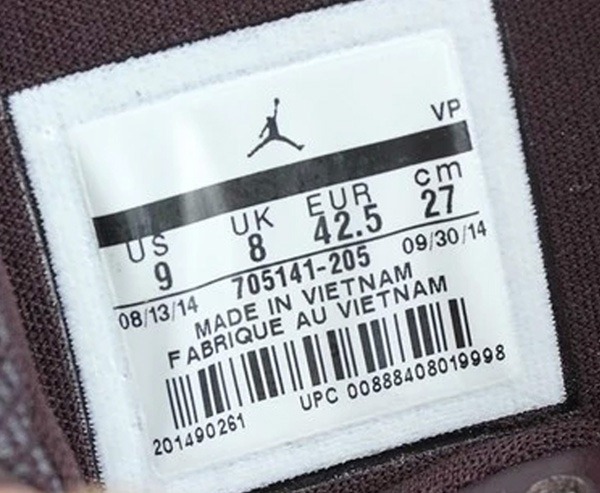 VP
US UK EUR cm
9 8 42.5 27
08/13/14 705141-205 09/30/14
MADE IN VIETNAM
FABRIQUE AU VIETNAM
201490261 UPC 00888408019998